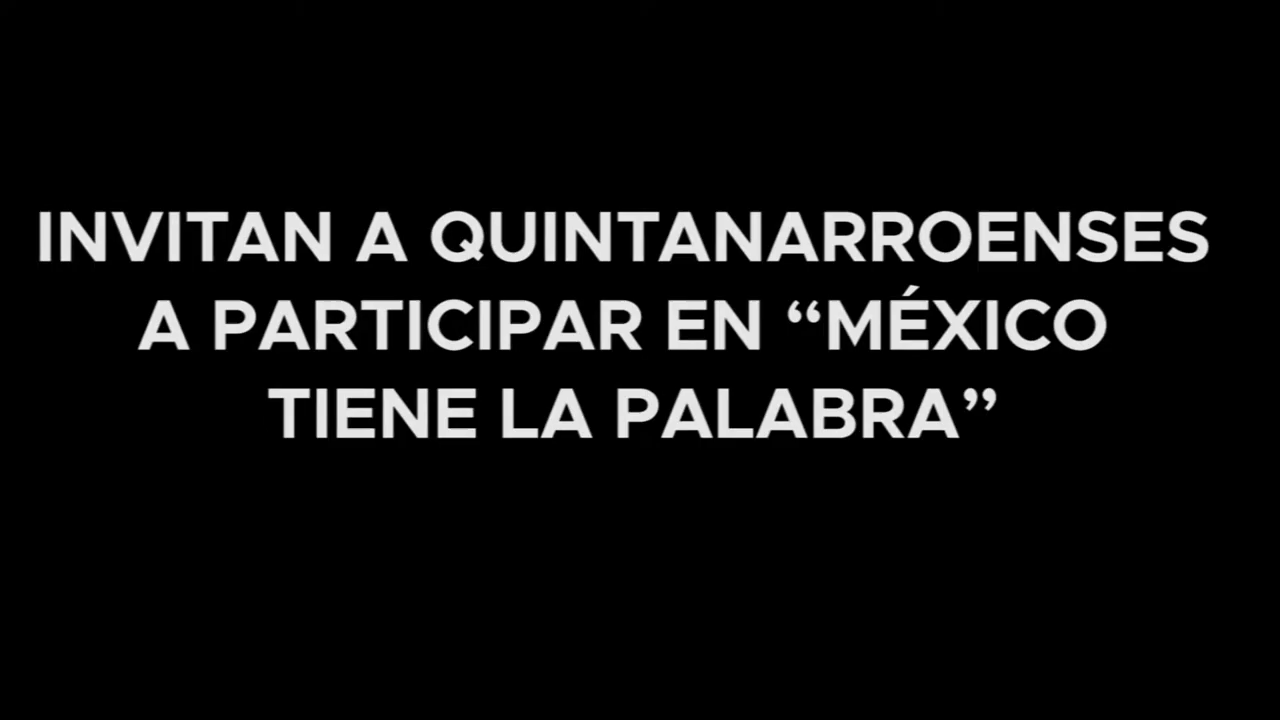 INVITAN A QUINTANARROENSES
A PARTICIPAR EN “MÉXICO
TIENE LA PALABRA”